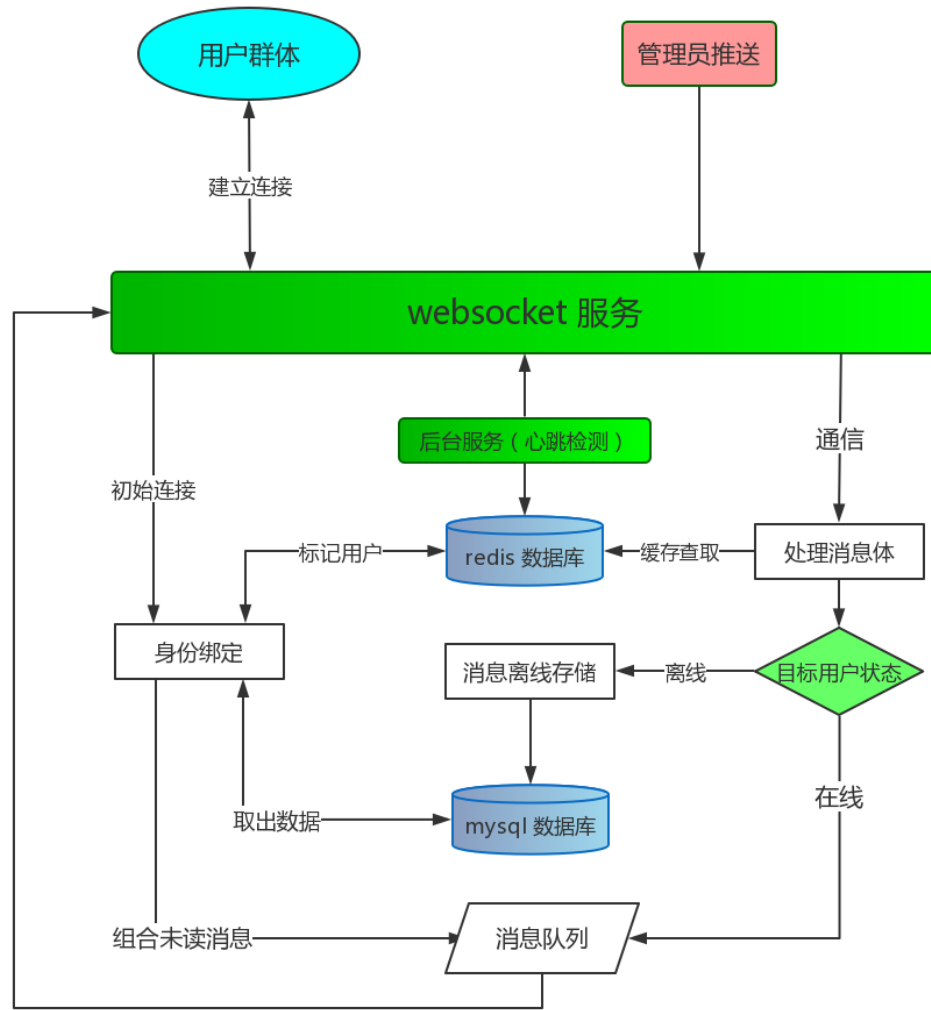 用户群体
管理员推送
建立连接
websocket 服务
后台服务（心跳检测）
通信
初始连接
标记用户
redis 数据库
缓存查取
处理消息体
身份绑定
消息离线存储
离线
目标用户状态
在线
取出数据
mysql 数据库
组合未读消息
消息队列